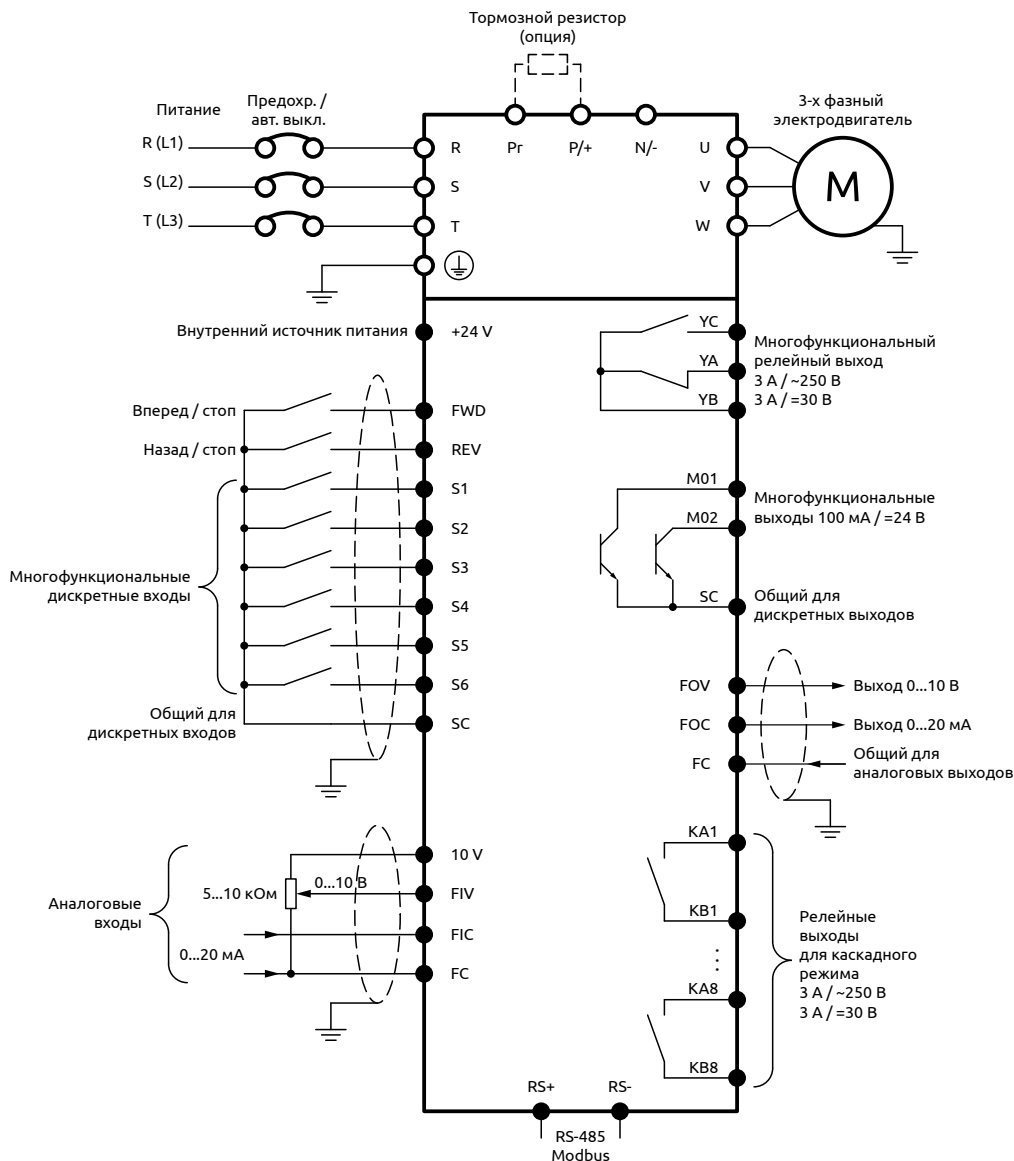 Тормозной резистор
(опция)
Питание
Предохр. /
авт. выкл.
3-х фазный
электродвигатель
R (L1)
R
Pr
P/+
N/-
U
S (L2)
S
V
M
T (L3)
T
W
Внутренний источник питания
+24 V
YC
YA
YB
Многофункциональный
релейный выход
3 А / ~250 В
3 А / =30 В
Вперед / стоп
FWD
Назад / стоп
REV
S1
S2
S3
S4
S5
S6
Многофункциональные
дискретные входы
Общий для
дискретных входов
SC
M01
M02
Многофункциональные
выходы 100 мА / =24 В
SC
Общий для
дискретных выходов
FOV
Выход 0...10 В
FOC
Выход 0...20 мА
FC
Общий для
аналоговых выходов
Аналоговые
входы
10 V
5...10 кОм
0...10 В
FIV
FIC
0...20 мА
FC
KA1
KB1
KA8
KB8
Релейные
выходы
для каскадного
режима
3 А / ~250 В
3 А / =30 В
RS+
RS-
RS-485
Modbus